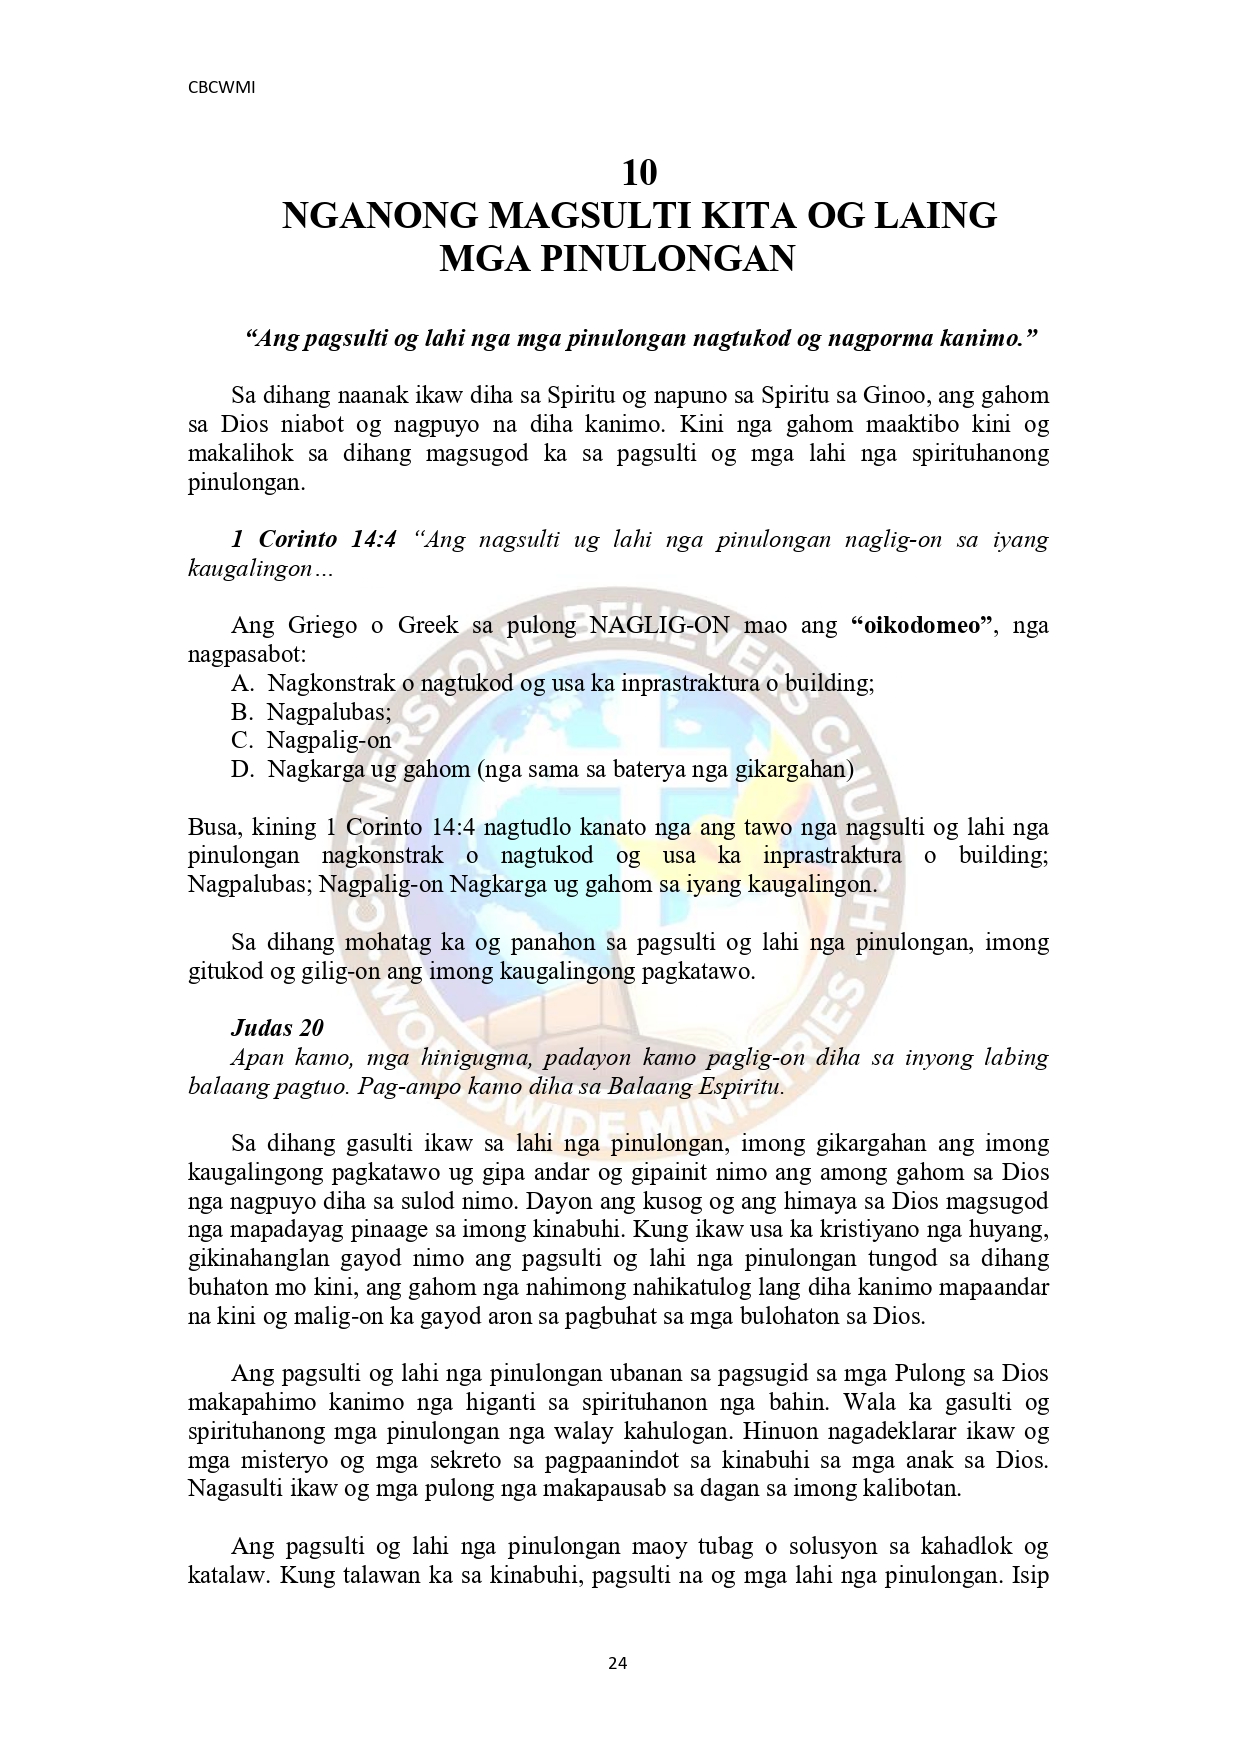 CBCWMI
10
NGANONG MAGSULTI KITA OG LAING
MGA PINULONGAN
“Ang pagsulti og lahi nga mga pinulongan nagtukod og nagporma kanimo.”
Sa dihang naanak ikaw diha sa Spiritu og napuno sa Spiritu sa Ginoo, ang gahom
sa Dios niabot og nagpuyo na diha kanimo. Kini nga gahom maaktibo kini og
makalihok sa dihang magsugod ka sa pagsulti og mga lahi nga spirituhanong
pinulongan.
1 Corinto 14:4 “Ang nagsulti ug lahi nga pinulongan naglig-on sa iyang
kaugalingon…
Ang Griego o Greek sa pulong NAGLIG-ON mao ang “oikodomeo”, nga
nagpasabot:
A. Nagkonstrak o nagtukod og usa ka inprastraktura o building;
B. Nagpalubas;
C. Nagpalig-on
D. Nagkarga ug gahom (nga sama sa baterya nga gikargahan)
Busa, kining 1 Corinto 14:4 nagtudlo kanato nga ang tawo nga nagsulti og lahi nga
pinulongan nagkonstrak o nagtukod og usa ka inprastraktura o building;
Nagpalubas; Nagpalig-on Nagkarga ug gahom sa iyang kaugalingon.
Sa dihang mohatag ka og panahon sa pagsulti og lahi nga pinulongan, imong
gitukod og gilig-on ang imong kaugalingong pagkatawo.
Judas 20
Apan kamo, mga hinigugma, padayon kamo paglig-on diha sa inyong labing
balaang pagtuo. Pag-ampo kamo diha sa Balaang Espiritu.
Sa dihang gasulti ikaw sa lahi nga pinulongan, imong gikargahan ang imong
kaugalingong pagkatawo ug gipa andar og gipainit nimo ang among gahom sa Dios
nga nagpuyo diha sa sulod nimo. Dayon ang kusog og ang himaya sa Dios magsugod
nga mapadayag pinaage sa imong kinabuhi. Kung ikaw usa ka kristiyano nga huyang,
gikinahanglan gayod nimo ang pagsulti og lahi nga pinulongan tungod sa dihang
buhaton mo kini, ang gahom nga nahimong nahikatulog lang diha kanimo mapaandar
na kini og malig-on ka gayod aron sa pagbuhat sa mga bulohaton sa Dios.
Ang pagsulti og lahi nga pinulongan ubanan sa pagsugid sa mga Pulong sa Dios
makapahimo kanimo nga higanti sa spirituhanon nga bahin. Wala ka gasulti og
spirituhanong mga pinulongan nga walay kahulogan. Hinuon nagadeklarar ikaw og
mga misteryo og mga sekreto sa pagpaanindot sa kinabuhi sa mga anak sa Dios.
Nagasulti ikaw og mga pulong nga makapausab sa dagan sa imong kalibotan.
Ang pagsulti og lahi nga pinulongan maoy tubag o solusyon sa kahadlok og
katalaw. Kung talawan ka sa kinabuhi, pagsulti na og mga lahi nga pinulongan. Isip
24
CORNERSTONE BELIEVERS CHURCH
WORLDWIDE MINISTRIES